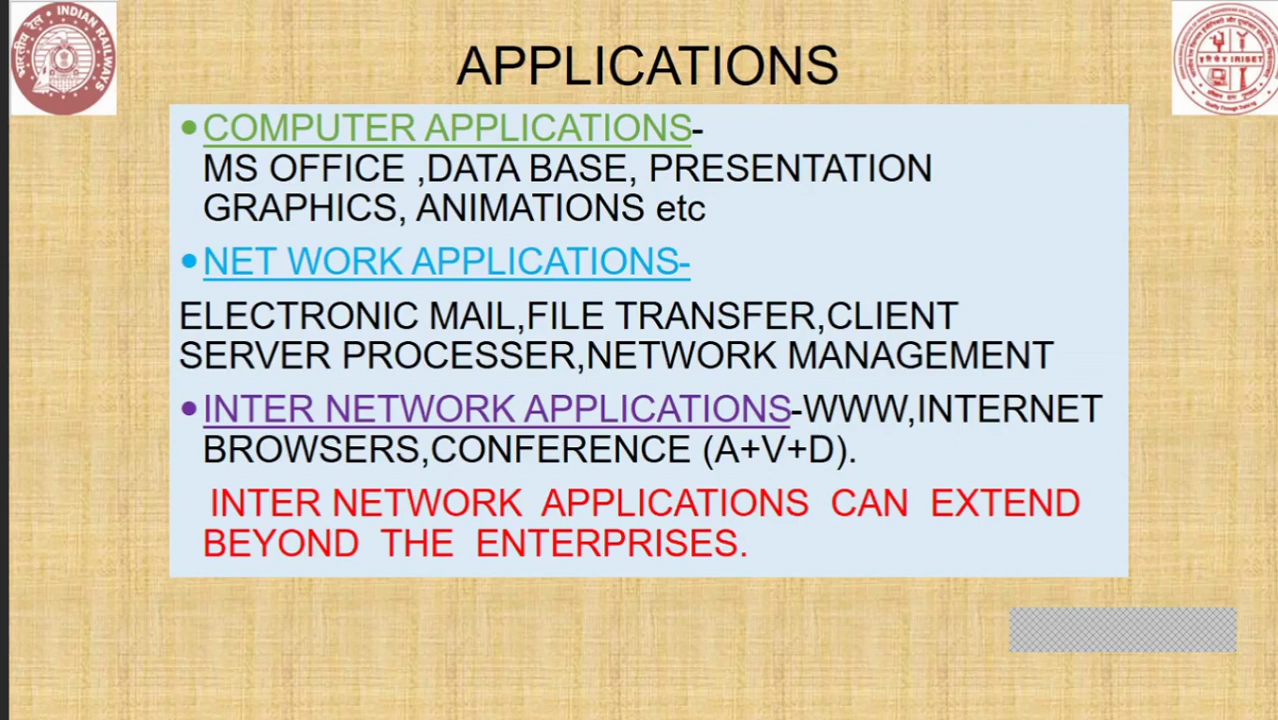 INDIAN RAILWAYS
भारतीय रेल
IRISET
APPLICATIONS
•COMPUTER APPLICATIONS-
MS OFFICE ,DATA BASE, PRESENTATION
GRAPHICS, ANIMATIONS etc
•NET WORK APPLICATIONS-
ELECTRONIC MAIL,FILE TRANSFER,CLIENT
SERVER PROCESSER,NETWORK MANAGEMENT
•INTER NETWORK APPLICATIONS-WWW,INTERNET
BROWSERS,CONFERENCE (A+V+D).
INTER NETWORK APPLICATIONS CAN EXTEND
BEYOND THE ENTERPRISES.